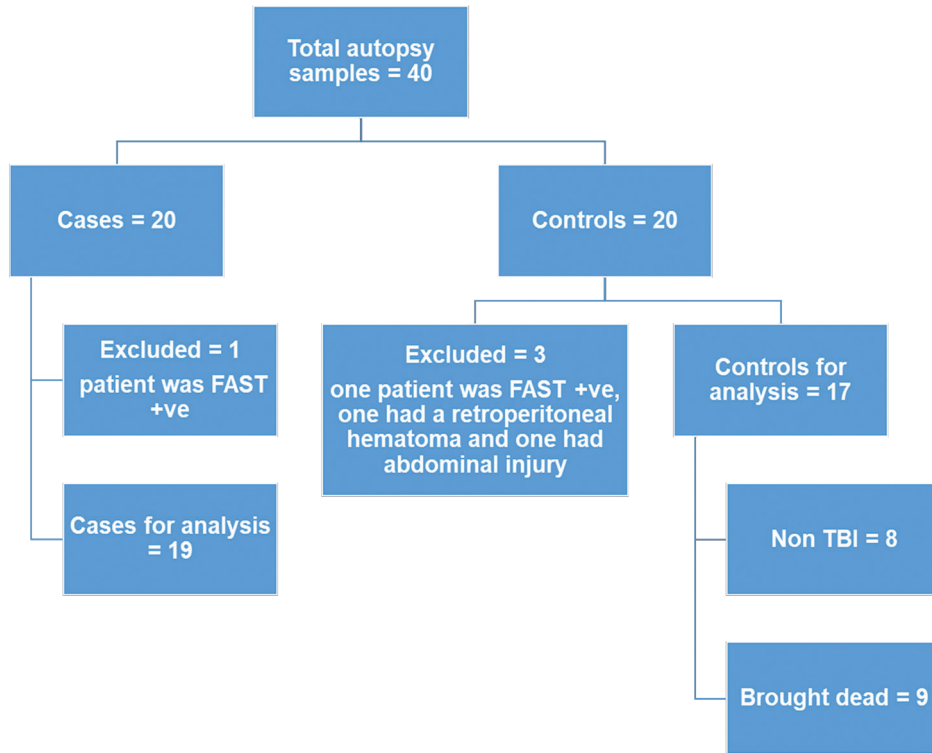 Total autopsy
samples = 40
Cases = 20
Controls = 20
Excluded = 1
patient was FAST
+ve
Cases for analysis
= 19
Excluded = 3
one patient was FAST +ve,
one had a retroperitoneal
hematoma and one had
abdominal injury
Controls for
analysis = 17
Non TBI = 8
Brought dead = 9